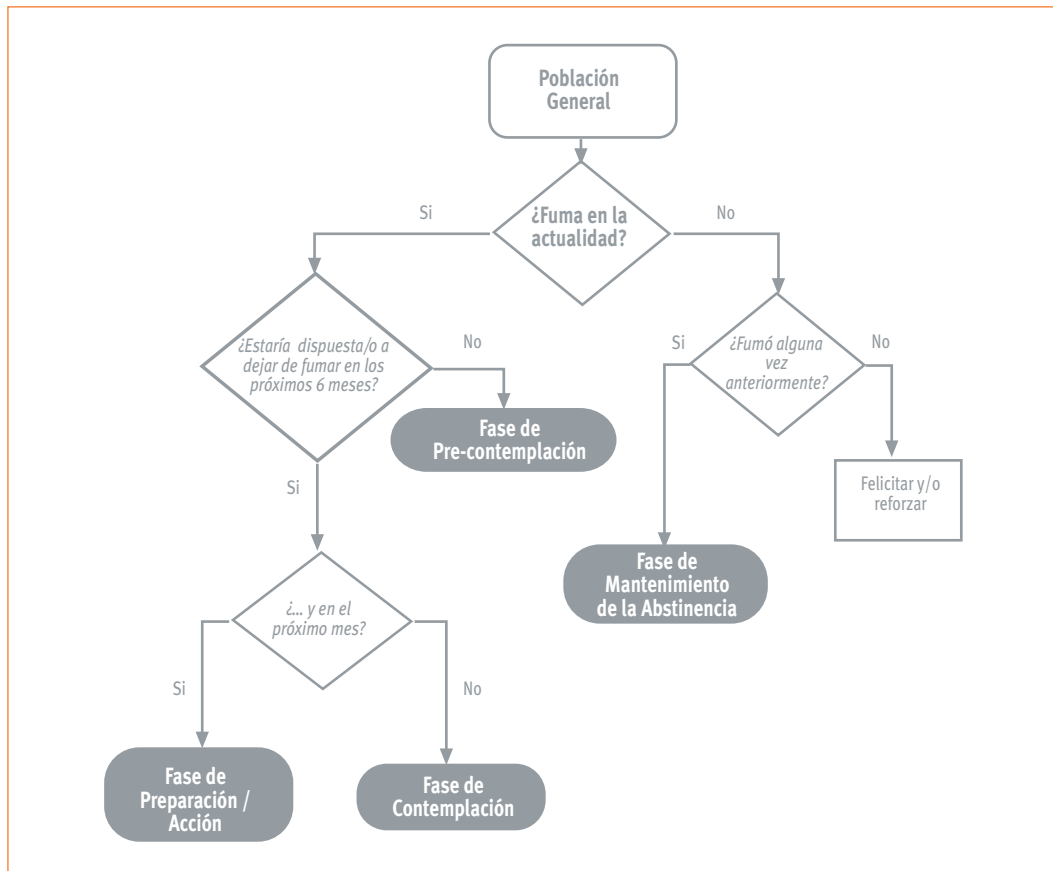 Población
General
¿Fuma en la
actualidad?
Si
No
¿Estaría dispuesta/o a
dejar de fumar en los
próximos 6 meses?
No
Si
¿Fumó alguna
vez
anteriormente?
No
Fase de
Pre-contemplación
Felicitar y/o
reforzar
Si
Fase de
Mantenimiento
de la Abstinencia
¿... y en el
próximo mes?
Si
No
Fase de
Preparación /
Acción
Fase de
Contemplación